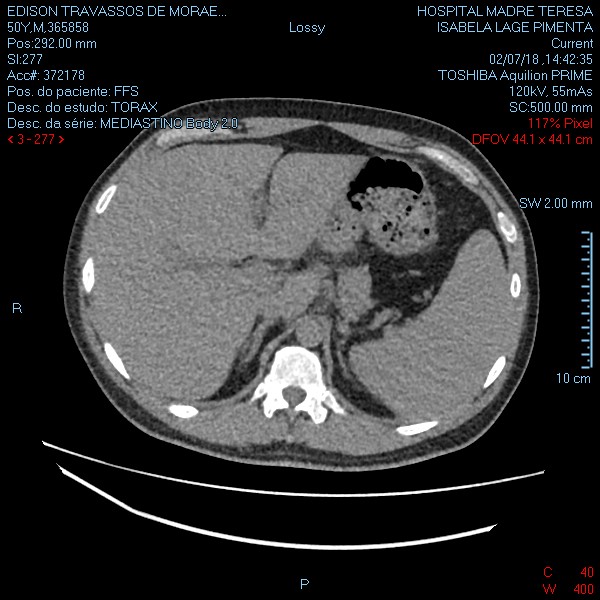 EDISON TRAVASSOS DE MORAE...
50Y,M,365858
Pos:292.00 mm
SI:277
Acc#: 372178
Pos. do paciente: FFS
Desc. do estudo: TORAX
Desc. da série: MEDIASTINO Body 2.0
< 3 - 277 >
Lossy
HOSPITAL MADRE TERESA
ISABELA LAGE PIMENTA
Current
02/07/18 ,14:42:35
TOSHIBA Aquilion PRIME
120kV, 55mAs
SC:500.00 mm
117% Pixel
DFOV 44.1 x 44.1 cm
SW 2.00 mm
R
10 cm
P
C 40
W 400